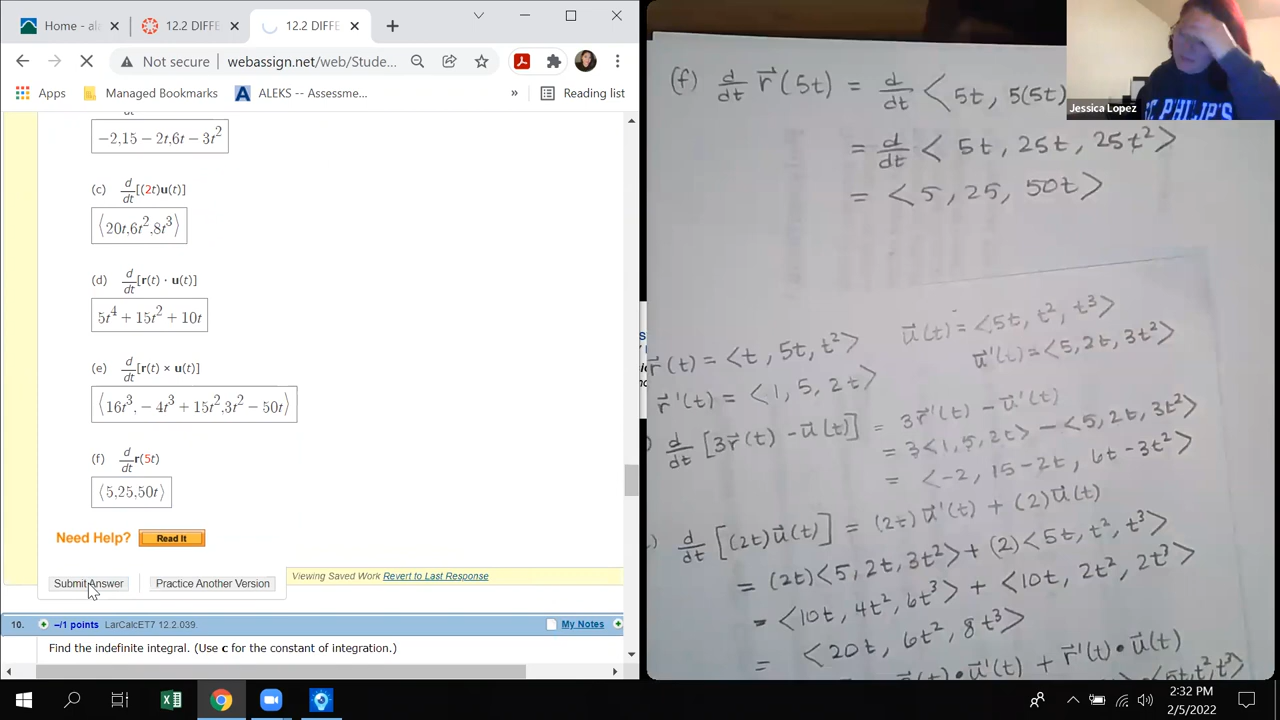 Home - al
12.2 DIFFE
12.2 DIFFE
Not secure
webassign.net/web/Stude...
Apps
Managed Bookmarks
ALEKS -- Assessme...
»
Reading list
−2,15 − 2t,6t − 3t²
(c) d/dt[(2t)u(t)]
⟨20t,6t²,8t³⟩
(d) d/dt[r(t) · u(t)]
5t⁴ + 15t² + 10t
(e) d/dt[r(t) × u(t)]
⟨16t³, − 4t³ + 15t²,3t² − 50t⟩
(f) d/dt r(5t)
⟨5,25,50t⟩
Need Help? Read It
Submit Answer
Practice Another Version
Viewing Saved Work Revert to Last Response
10.
–/1 points
LarCalcET7 12.2.039.
My Notes
Find the indefinite integral. (Use c for the constant of integration.)
(f) d/dt r⃗(5t) = d/dt <5t, 5(5t)
= d/dt < 5t, 25t, 25t²>
= <5, 25, 50t>
r⃗(t) = <t, 5t, t²>
u⃗(t) = <5t, t², t³>
r⃗'(t) = <1, 5, 2t>
u⃗'(t) = <5, 2t, 3t²>
) d/dt [3r⃗(t) - u⃗(t)] = 3r⃗'(t) - u⃗'(t)
= 3<1, 5, 2t> - <5, 2t, 3t²>
= <-2, 15-2t, 6t-3t²>
) d/dt [(2t)u⃗(t)] = (2t)u⃗'(t) + (2)u⃗(t)
= (2t)<5, 2t, 3t²> + (2)<5t, t², t³>
= <10t, 4t², 6t³> + <10t, 2t², 2t³>
= <20t, 6t², 8t³>
(t)•u⃗'(t) + r⃗'(t)•u⃗(t)
<5t, t², t³>
Jessica Lopez
PHILIP'S
2:32 PM
2/5/2022